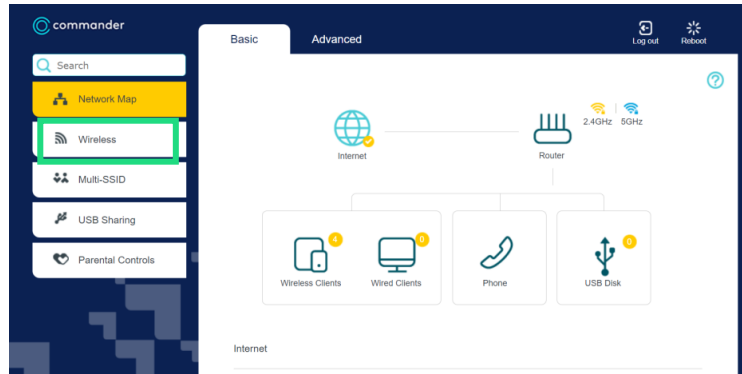 commander
Basic
Advanced
Log out
Reboot
Search
?
Network Map
Wireless
Multi-SSID
USB Sharing
Parental Controls
2.4GHz
5GHz
Internet
Router
4
0
0
Wireless Clients
Wired Clients
Phone
USB Disk
Internet